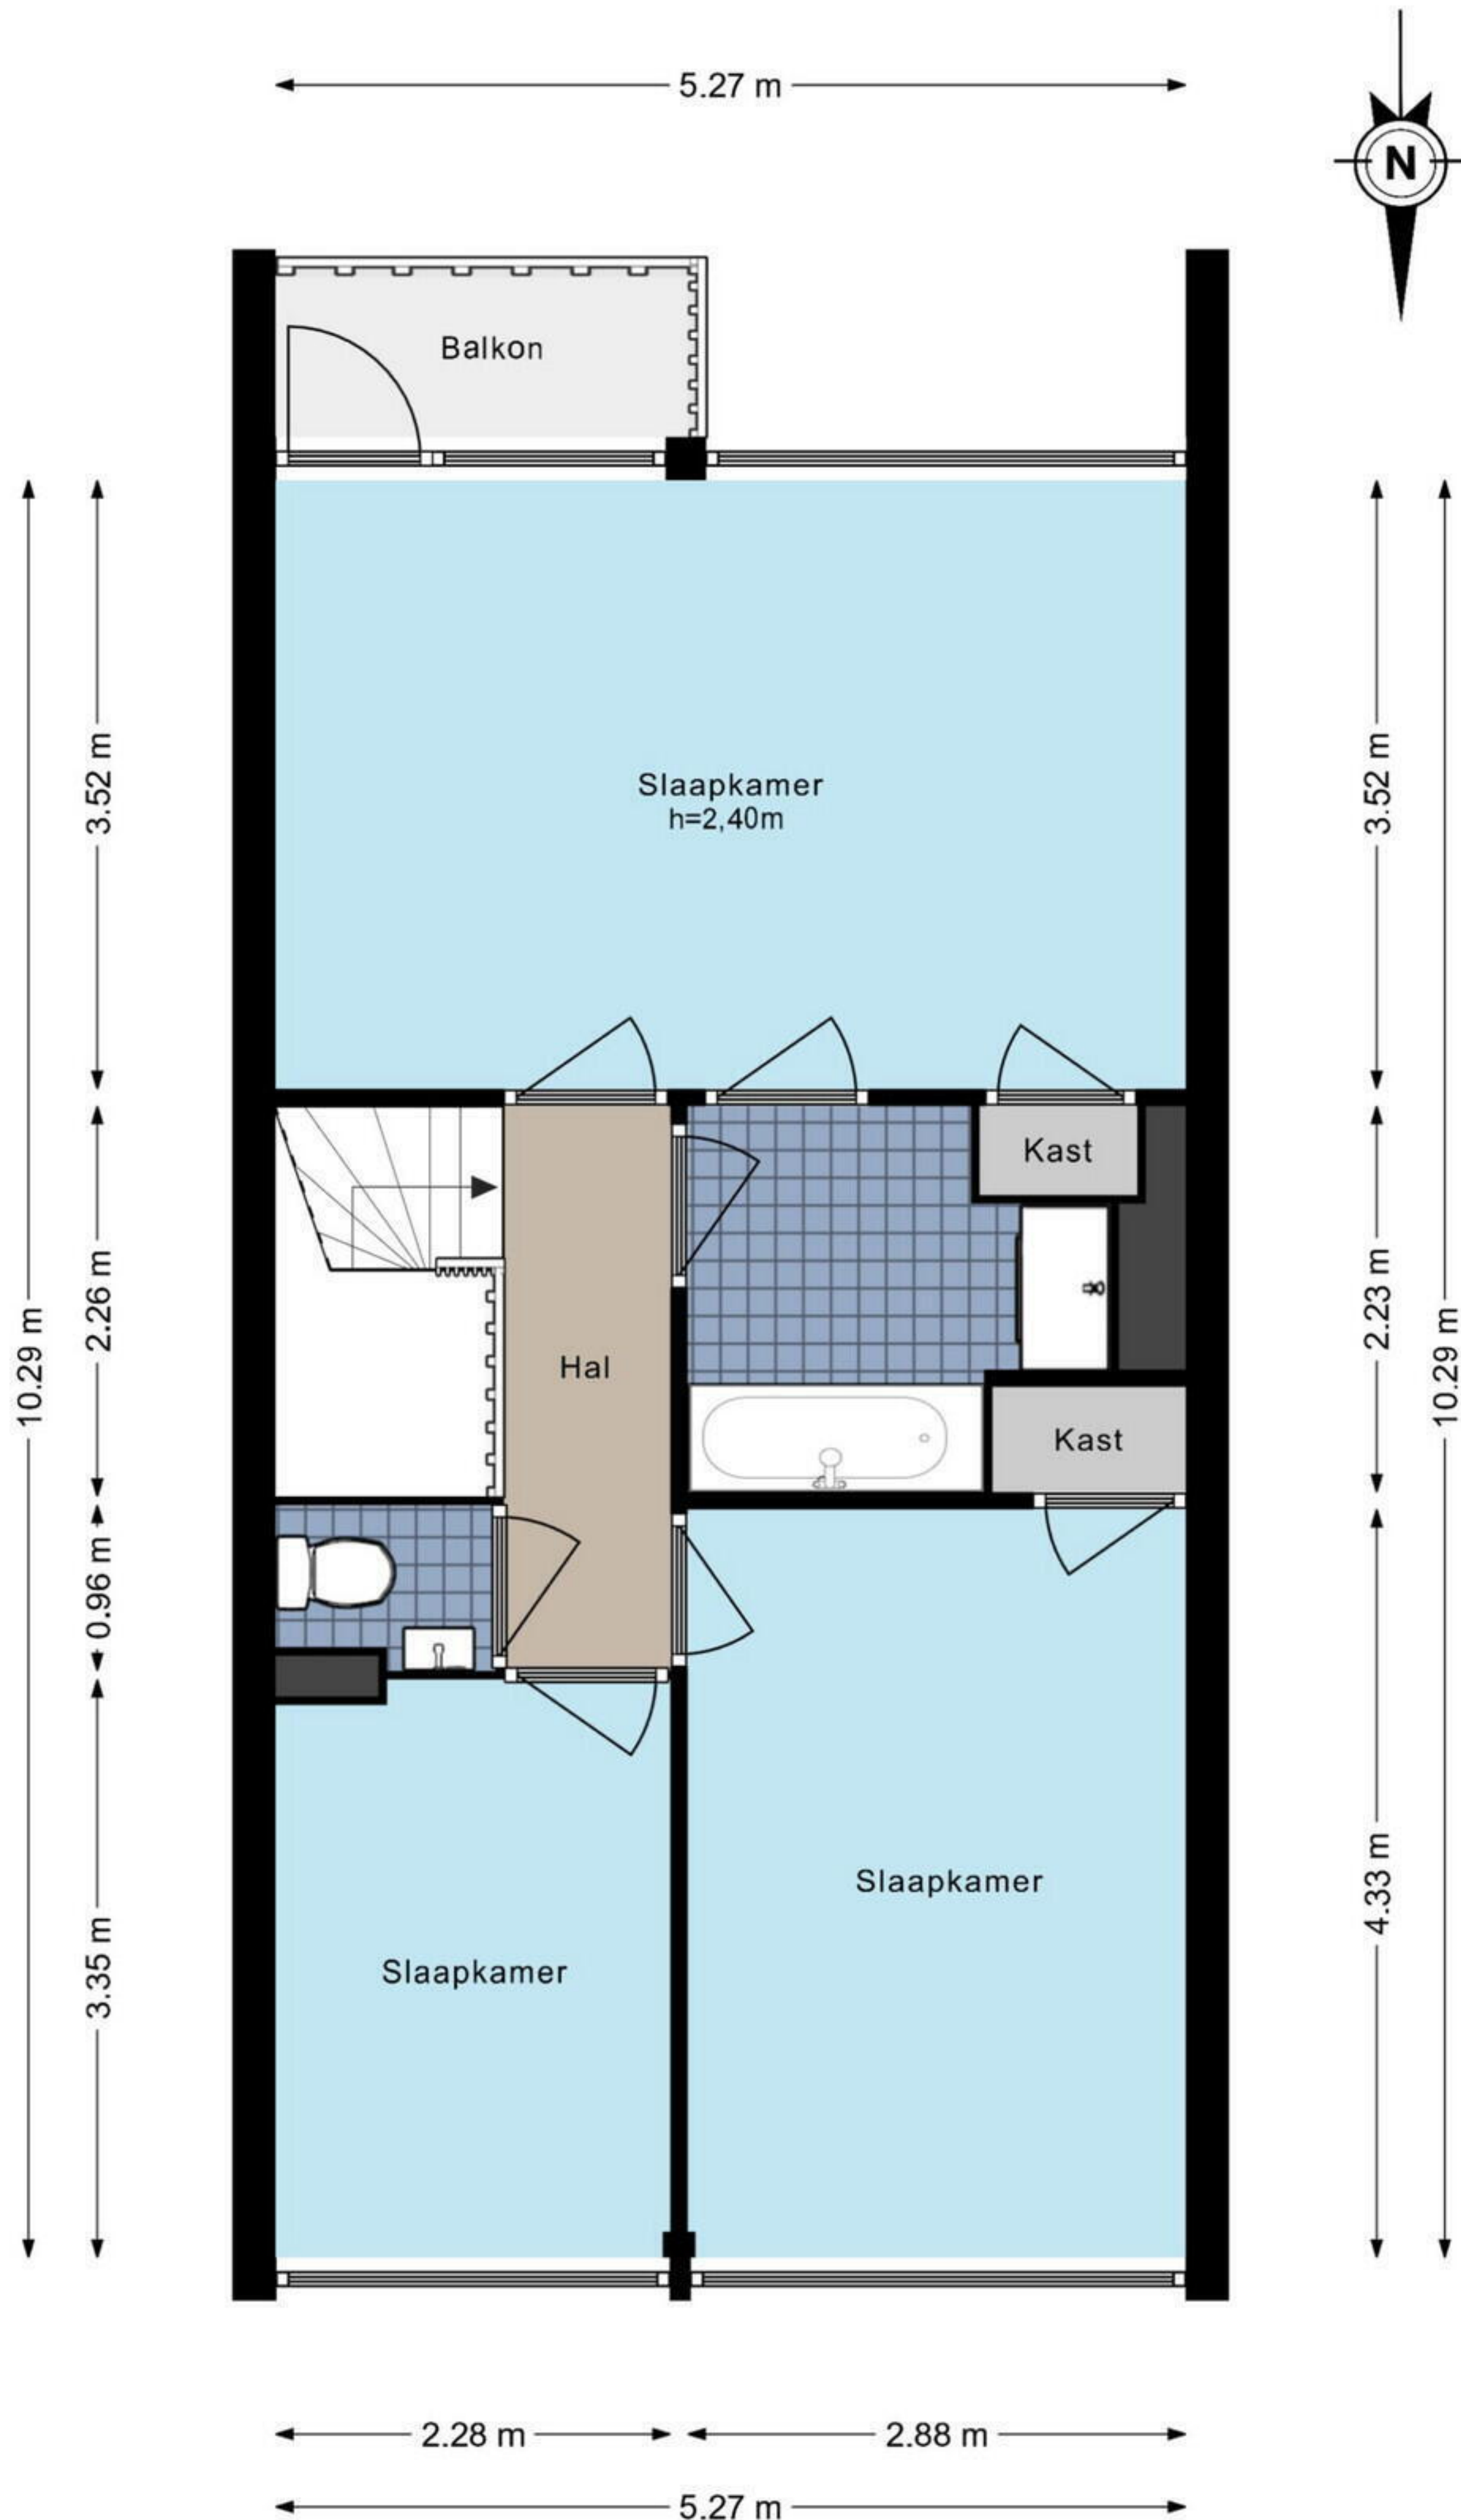 5.27 m
N
Balkon
3.52 m
3.52 m
Slaapkamer
h=2,40m
Kast
2.26 m
2.23 m
10.29 m
10.29 m
Hal
Kast
0.96 m
Slaapkamer
4.33 m
Slaapkamer
3.35 m
2.28 m
2.88 m
5.27 m